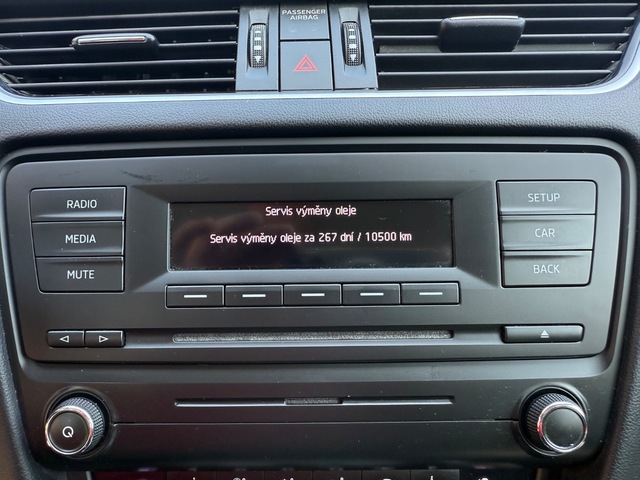 PASSENGER
AIRBAG
RADIO
MEDIA
MUTE
Servis výměny oleje
Servis výměny oleje za 267 dní / 10500 km
SETUP
CAR
BACK